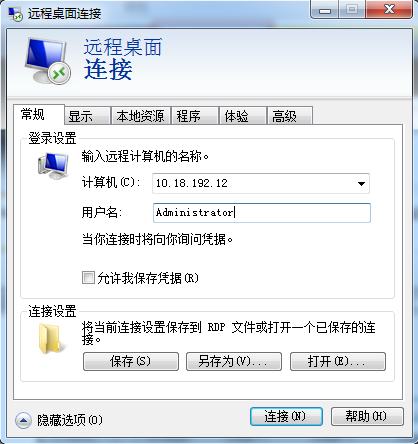 远程桌面连接
远程桌面
连接
常规 显示 本地资源 程序 体验 高级
登录设置
输入远程计算机的名称。
计算机(C): 10.18.192.12
用户名: Administrator
当你连接时将向你询问凭据。
允许我保存凭据(R)
连接设置
将当前连接设置保存到 RDP 文件或打开一个已保存的连
接。
保存(S) 另存为(V)... 打开(E)...
隐藏选项(O) 连接(N) 帮助(H)